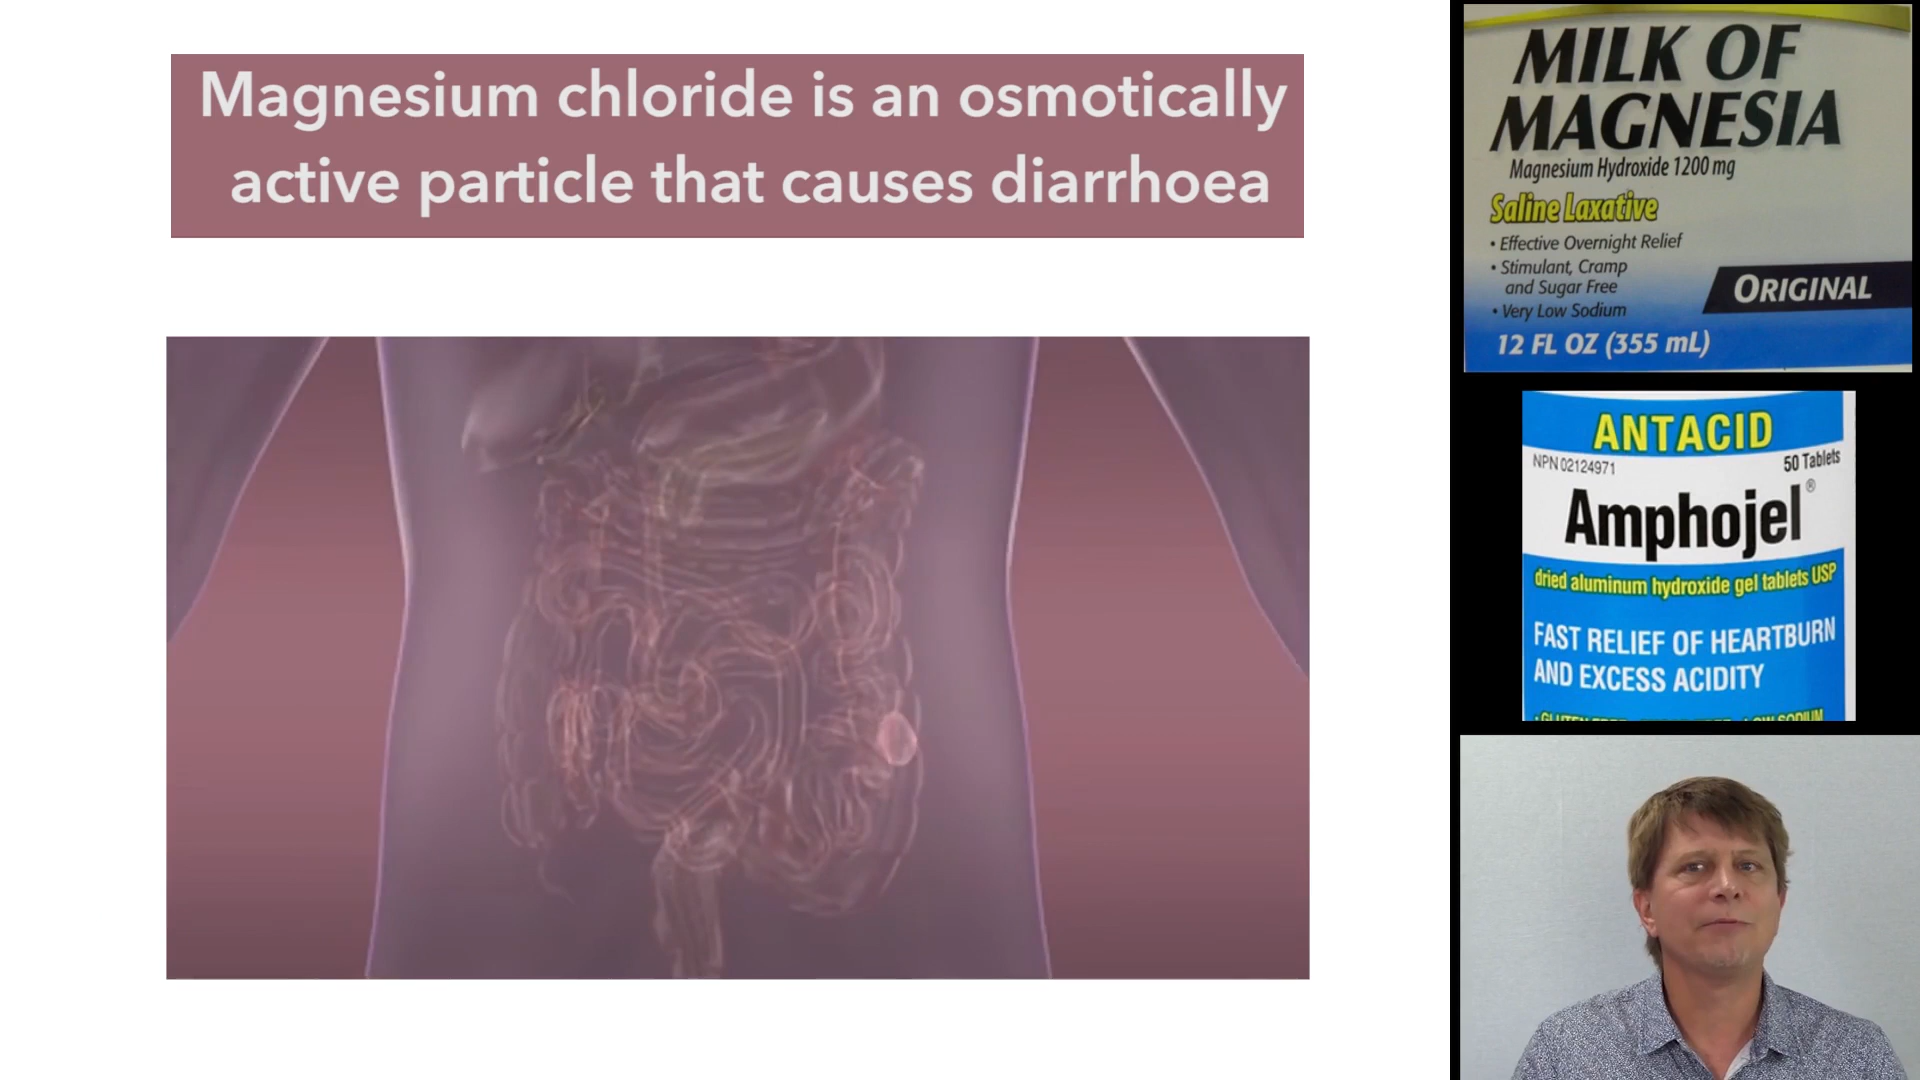 Magnesium chloride is an osmotically
active particle that causes diarrhoea
MILK OF
MAGNESIA
Magnesium Hydroxide 1200 mg
Saline Laxative
• Effective Overnight Relief
• Stimulant, Cramp
and Sugar Free
• Very Low Sodium
ORIGINAL
12 FL OZ (355 mL)
ANTACID
NPN 02124971
50 Tablets
Amphojel®
dried aluminum hydroxide gel tablets USP
FAST RELIEF OF HEARTBURN
AND EXCESS ACIDITY